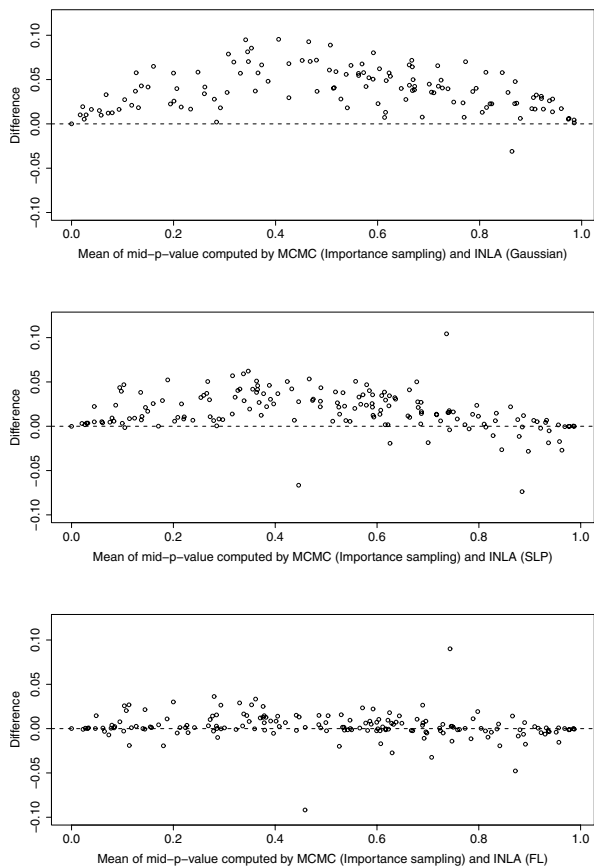 0.10
0.05
0.00
−0.05
−0.10
Difference
0.0 0.2 0.4 0.6 0.8 1.0
Mean of mid−p−value computed by MCMC (Importance sampling) and INLA (Gaussian)
0.10
0.05
0.00
−0.05
−0.10
Difference
0.0 0.2 0.4 0.6 0.8 1.0
Mean of mid−p−value computed by MCMC (Importance sampling) and INLA (SLP)
0.10
0.05
0.00
−0.05
−0.10
Difference
0.0 0.2 0.4 0.6 0.8 1.0
Mean of mid−p−value computed by MCMC (Importance sampling) and INLA (FL)